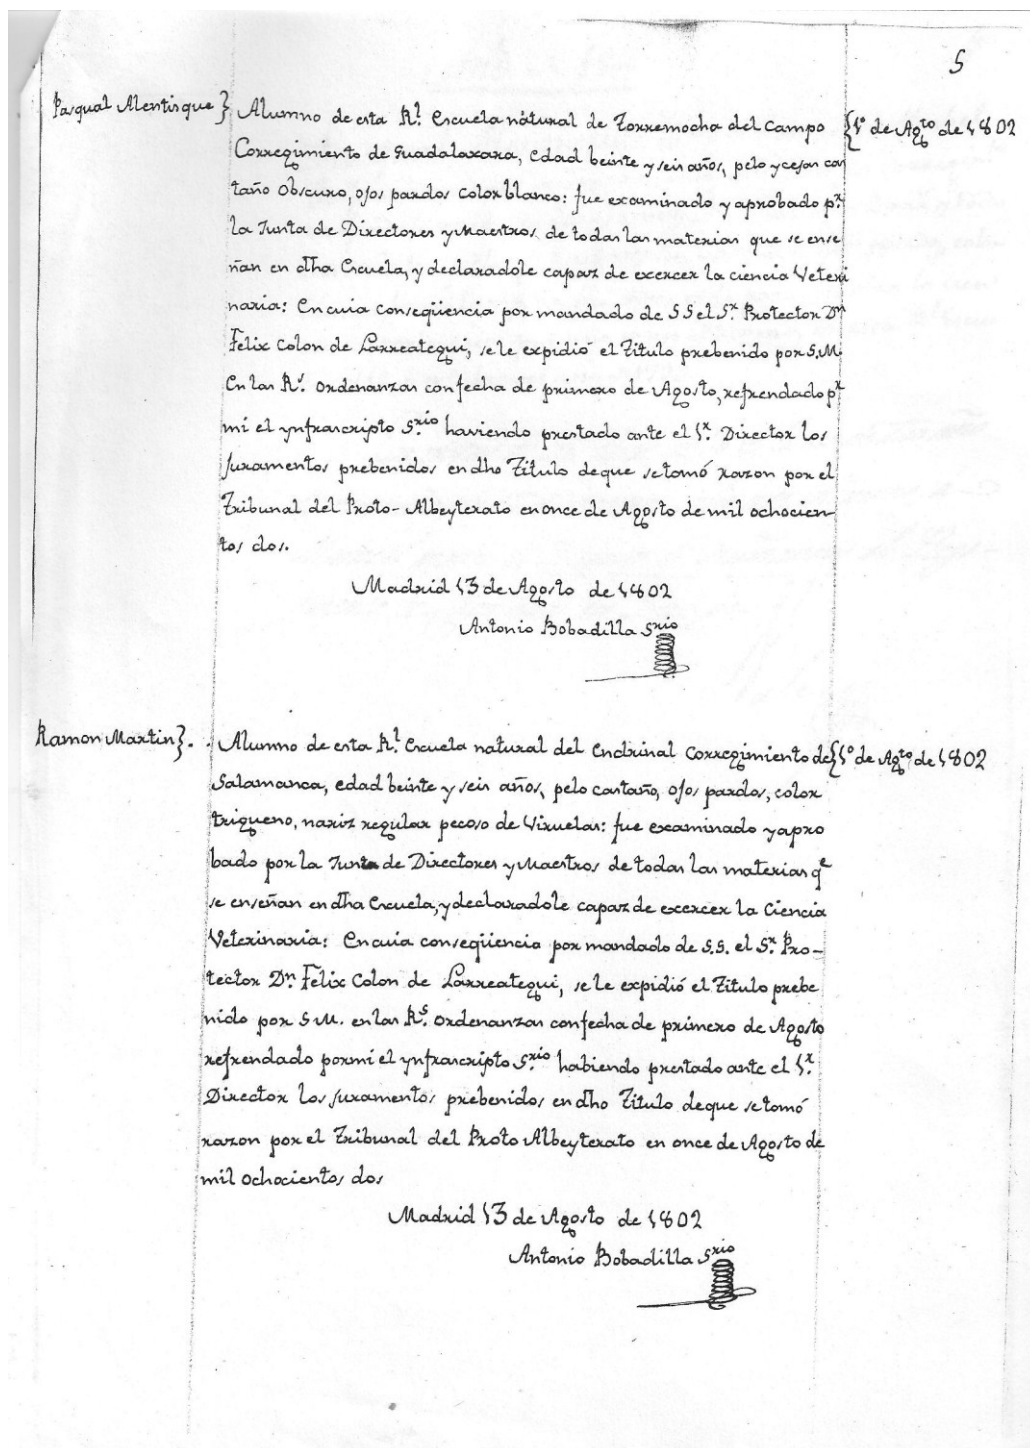 5
Pasqual Alentisque} Alumno de esta Rl. Escuela natural de Torremocha del Campo {1º de Agto de 1802
Corregimiento de Guadalaxara, edad beinte y seis años, pelo y cejas cas
taño obscuro, ojos pardos color blanco: fue examinado y aprobado pr.
la Junta de Directores y Maestros, de todas las materias que se ense
ñan en dha Escuela, y declaradole capaz de exercer la ciencia Veteri
naria: En cuia conseqüencia por mandado de S S el Sr. Protector Dn
Felix Colon de Larreategui, se le expidió el Titulo prebenido por S.M.
En las Rs. ordenanzas con fecha de primero de Agosto, refrendado pr
mi el ynfrascripto Srio haviendo prestado ante el Sr. Director los
juramentos prebenidos en dho Titulo de que se tomó razon por el
Tribunal del Proto-Albeyterato en once de Agosto de mil ochocien-
tos dos.
Madrid 13 de Agosto de 1802
Antonio Bobadilla Srio
Ramon Martin}. . Alumno de esta Rl. Escuela natural del Endrinal Corregimiento de {1º de Agto de 1802
Salamanca, edad beinte y seis años, pelo castaño, ojos pardos, color
trigueno, nariz regular pecoso de Viruelas: fue examinado y apro
bado por la Junta de Directores y Maestros de todas las materias qe
se enseñan en dha Escuela, y declaradole capaz de exercer la Ciencia
Veterinaria: En cuia conseqüencia por mandado de S.S. el Sr. Pro-
tector Dn. Felix Colon de Larreategui, se le expidió el Titulo prebe
nido por S M. en las Rs. ordenanzas con fecha de primero de Agosto
refrendado por mi el ynfrascripto Srio habiendo prestado ante el Sr.
Director los juramentos prebenidos en dho Titulo de que se tomó
razon por el Tribunal del Proto Albeyterato en once de Agosto de
mil ochocientos dos
Madrid 13 de Agosto de 1802
Antonio Bobadilla Srio